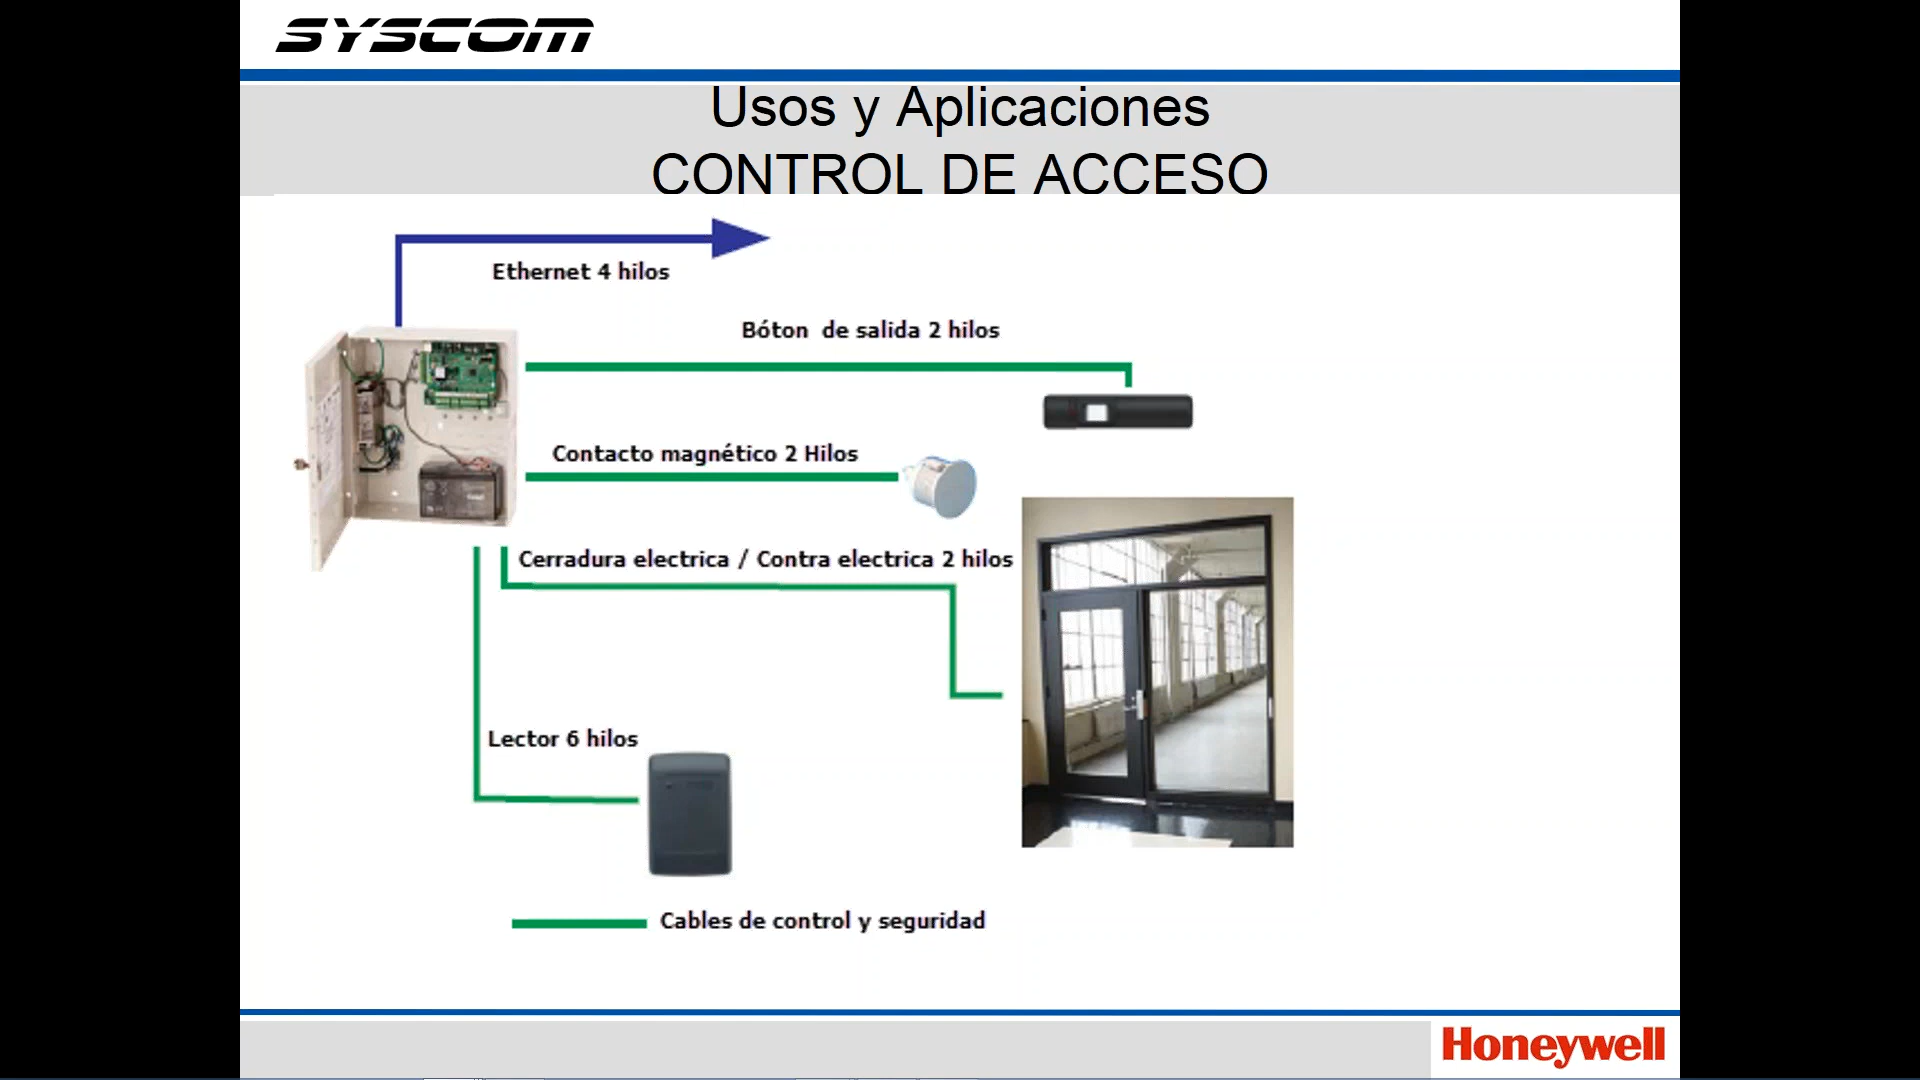 SYSCOM
Usos y Aplicaciones
CONTROL DE ACCESO
Ethernet 4 hilos
Bóton de salida 2 hilos
Contacto magnético 2 Hilos
Cerradura electrica / Contra electrica 2 hilos
Lector 6 hilos
Cables de control y seguridad
Honeywell